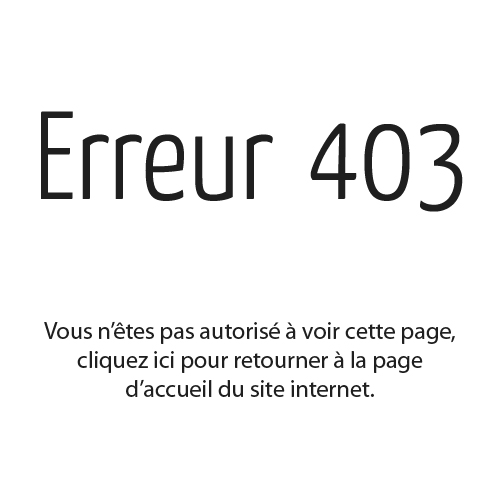 Erreur 403
Vous n’êtes pas autorisé à voir cette page,
cliquez ici pour retourner à la page
d’accueil du site internet.